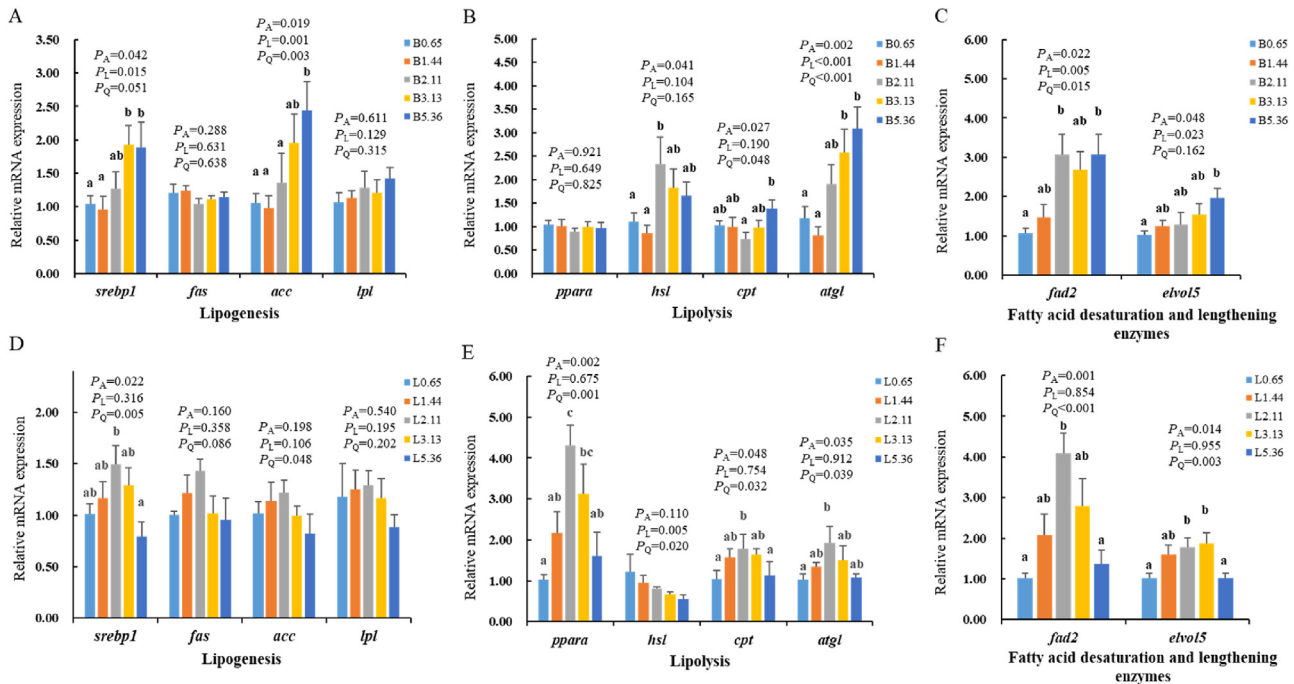 A
3.50
3.00
2.50
2.00
1.50
1.00
0.50
0.00
Relative mRNA expression
PA=0.042
PL=0.015
PQ=0.051
a
a
ab
b
b
PA=0.288
PL=0.631
PQ=0.638
PA=0.019
PL=0.001
PQ=0.003
a
a
a
ab
b
PA=0.611
PL=0.129
PQ=0.315
B0.65
B1.44
B2.11
B3.13
B5.36
srebp1
fas
acc
lpl
Lipogenesis
B
5.00
4.50
4.00
3.50
3.00
2.50
2.00
1.50
1.00
0.50
0.00
Relative mRNA expression
PA=0.921
PL=0.649
PQ=0.825
PA=0.041
PL=0.104
PQ=0.165
a
a
b
ab
ab
PA=0.027
PL=0.190
PQ=0.048
ab
ab
a
ab
b
PA=0.002
PL<0.001
PQ<0.001
a
a
ab
b
b
B0.65
B1.44
B2.11
B3.13
B5.36
ppara
hsl
cpt
atgl
Lipolysis
C
6.00
5.00
4.00
3.00
2.00
1.00
0.00
Relative mRNA expression
PA=0.022
PL=0.005
PQ=0.015
a
ab
b
ab
b
PA=0.048
PL=0.023
PQ=0.162
a
ab
ab
ab
b
B0.65
B1.44
B2.11
B3.13
B5.36
fad2
elvol5
Fatty acid desaturation and lengthening
enzymes
D
2.00
1.50
1.00
0.50
0.00
Relative mRNA expression
PA=0.022
PL=0.316
PQ=0.005
ab
ab
b
ab
a
PA=0.160
PL=0.358
PQ=0.086
PA=0.198
PL=0.106
PQ=0.048
PA=0.540
PL=0.195
PQ=0.202
L0.65
L1.44
L2.11
L3.13
L5.36
srebp1
fas
acc
lpl
Lipogenesis
E
6.00
5.00
4.00
3.00
2.00
1.00
0.00
Relative mRNA expression
PA=0.002
PL=0.675
PQ=0.001
a
ab
c
bc
ab
PA=0.110
PL=0.005
PQ=0.020
PA=0.048
PL=0.754
PQ=0.032
a
ab
b
ab
a
PA=0.035
PL=0.912
PQ=0.039
a
ab
b
ab
ab
L0.65
L1.44
L2.11
L3.13
L5.36
ppara
hsl
cpt
atgl
Lipolysis
F
6.00
5.00
4.00
3.00
2.00
1.00
0.00
Relative mRNA expression
PA=0.001
PL=0.854
PQ<0.001
a
ab
b
ab
a
PA=0.014
PL=0.955
PQ=0.003
a
ab
b
b
a
L0.65
L1.44
L2.11
L3.13
L5.36
fad2
elvol5
Fatty acid desaturation and lengthening
enzymes